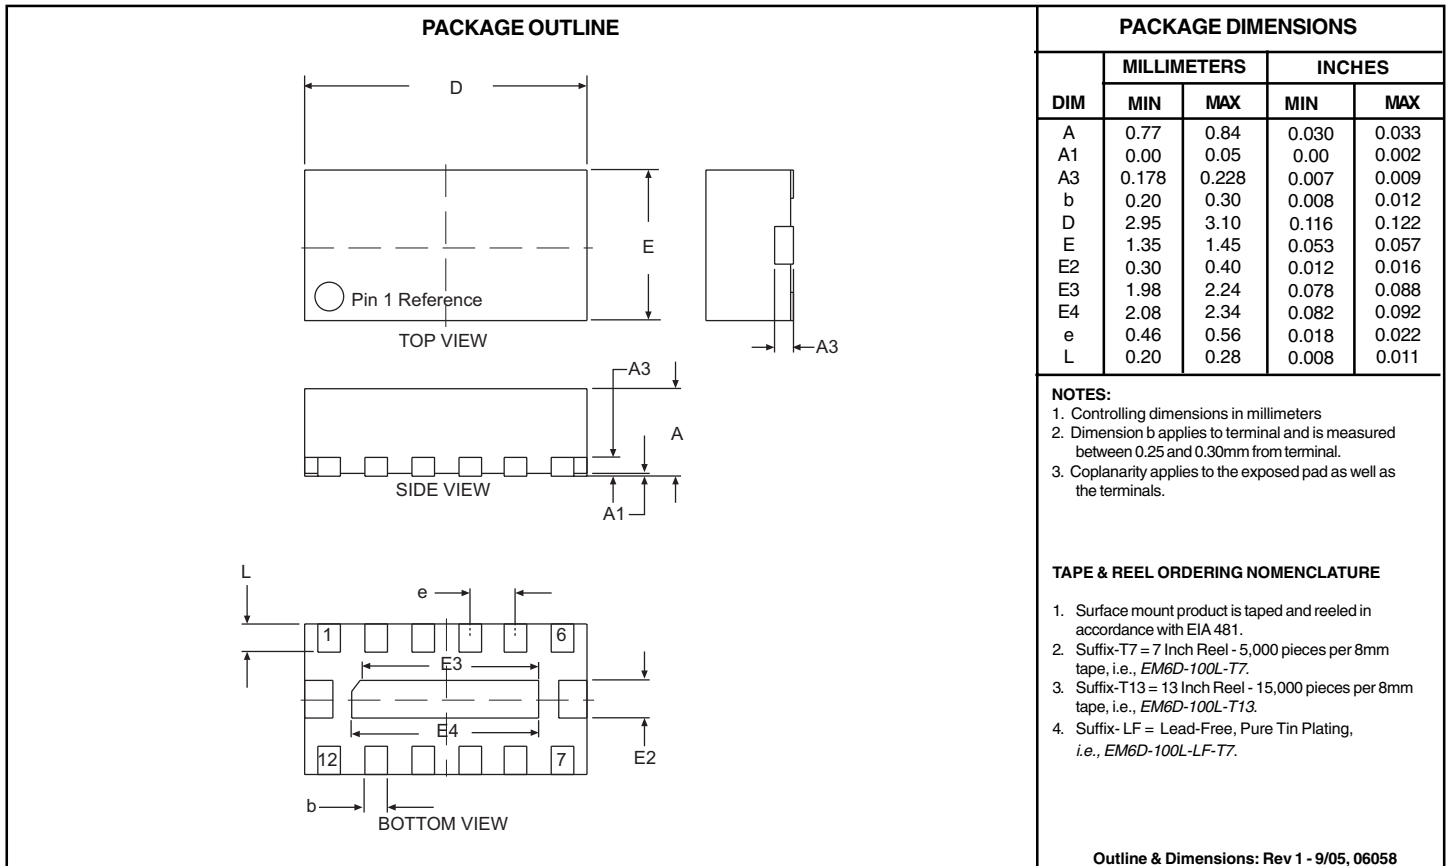 PACKAGE OUTLINE
D
E
Pin 1 Reference
TOP VIEW
A3
A3
A
SIDE VIEW
A1
L
e
1
6
E3
E4
12
7
E2
b
BOTTOM VIEW
PACKAGE DIMENSIONS
MILLIMETERS INCHES
DIM MIN MAX MIN MAX
A 0.77 0.84 0.030 0.033
A1 0.00 0.05 0.00 0.002
A3 0.178 0.228 0.007 0.009
b 0.20 0.30 0.008 0.012
D 2.95 3.10 0.116 0.122
E 1.35 1.45 0.053 0.057
E2 0.30 0.40 0.012 0.016
E3 1.98 2.24 0.078 0.088
E4 2.08 2.34 0.082 0.092
e 0.46 0.56 0.018 0.022
L 0.20 0.28 0.008 0.011
NOTES:
1. Controlling dimensions in millimeters
2. Dimension b applies to terminal and is measured
between 0.25 and 0.30mm from terminal.
3. Coplanarity applies to the exposed pad as well as
the terminals.
TAPE & REEL ORDERING NOMENCLATURE
1. Surface mount product is taped and reeled in
accordance with EIA 481.
2. Suffix-T7 = 7 Inch Reel - 5,000 pieces per 8mm
tape, i.e., EM6D-100L-T7.
3. Suffix-T13 = 13 Inch Reel - 15,000 pieces per 8mm
tape, i.e., EM6D-100L-T13.
4. Suffix- LF = Lead-Free, Pure Tin Plating,
i.e., EM6D-100L-LF-T7.
Outline & Dimensions: Rev 1 - 9/05, 06058